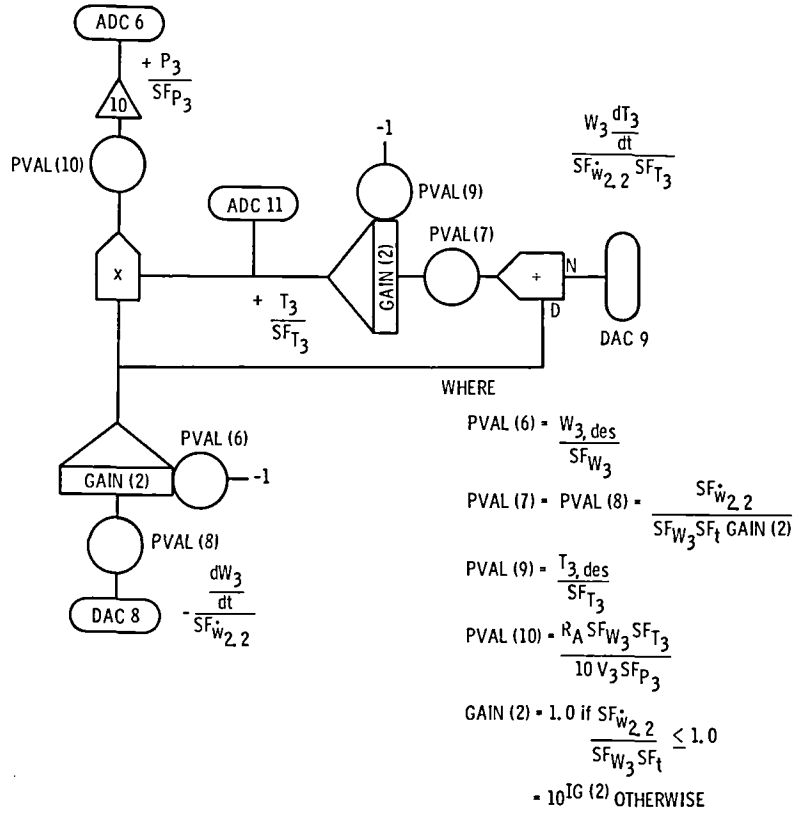 ADC 6
+ P3
SFP3
10
PVAL (10)
-1
W3 dT3
dt
SFẇ2.2 SFT3
ADC 11
PVAL (9)
PVAL (7)
x
GAIN (2)
÷
N
D
+ T3
SFT3
DAC 9
WHERE
PVAL (6) = W3, des
SFW3
PVAL (6)
GAIN (2)
-1
PVAL (7) = PVAL (8) = SFẇ2.2
SFW3 SFt GAIN (2)
PVAL (8)
PVAL (9) = T3, des
SFT3
- dW3
dt
SFẇ2.2
DAC 8
PVAL (10) = RA SFW3 SFT3
10 V3 SFP3
GAIN (2) = 1.0 if SFẇ2.2
SFW3 SFt ≤ 1.0
= 10IG (2) OTHERWISE